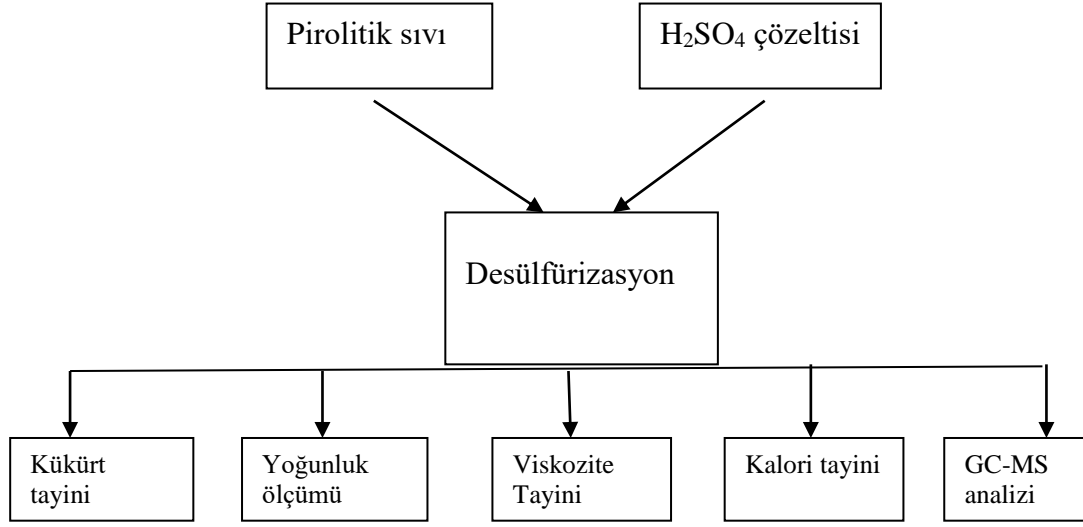 Pirolitik sıvı
H₂SO₄ çözeltisi
Desülfürizasyon
Kükürt
tayini
Yoğunluk
ölçümü
Viskozite
Tayini
Kalori tayini
GC-MS
analizi